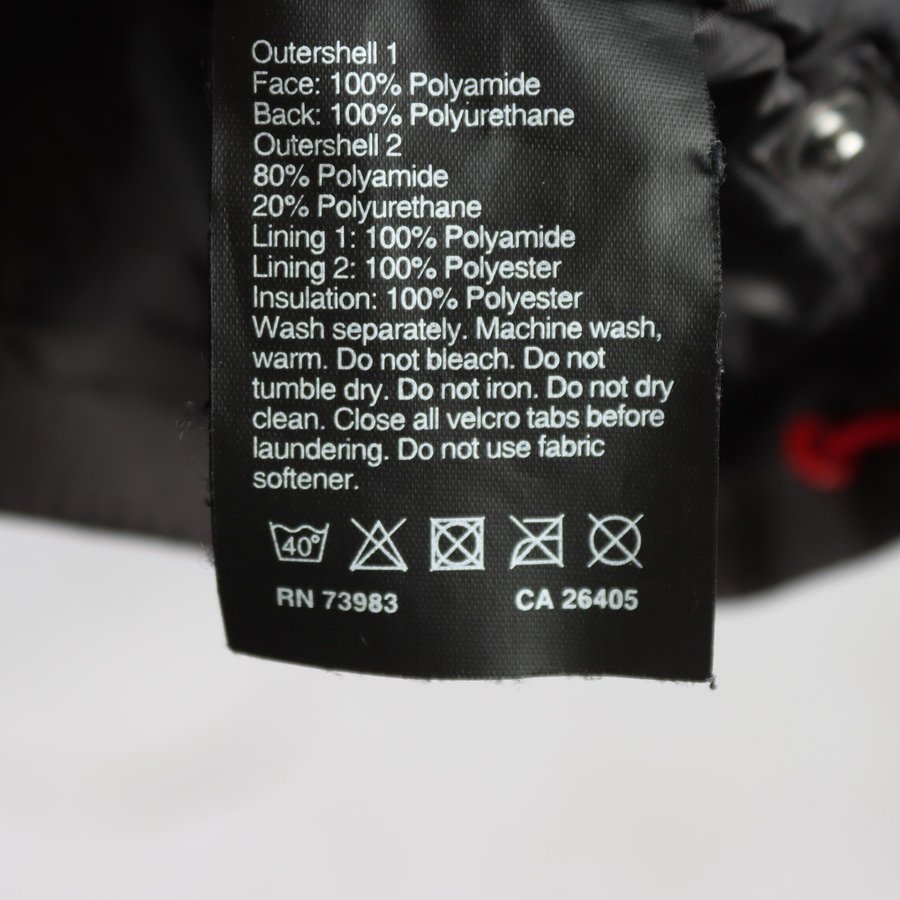 Outershell 1
Face: 100% Polyamide
Back: 100% Polyurethane
Outershell 2
80% Polyamide
20% Polyurethane
Lining 1: 100% Polyamide
Lining 2: 100% Polyester
Insulation: 100% Polyester
Wash separately. Machine wash,
warm. Do not bleach. Do not
tumble dry. Do not iron. Do not dry
clean. Close all velcro tabs before
laundering. Do not use fabric
softener.
40°
RN 73983 CA 26405